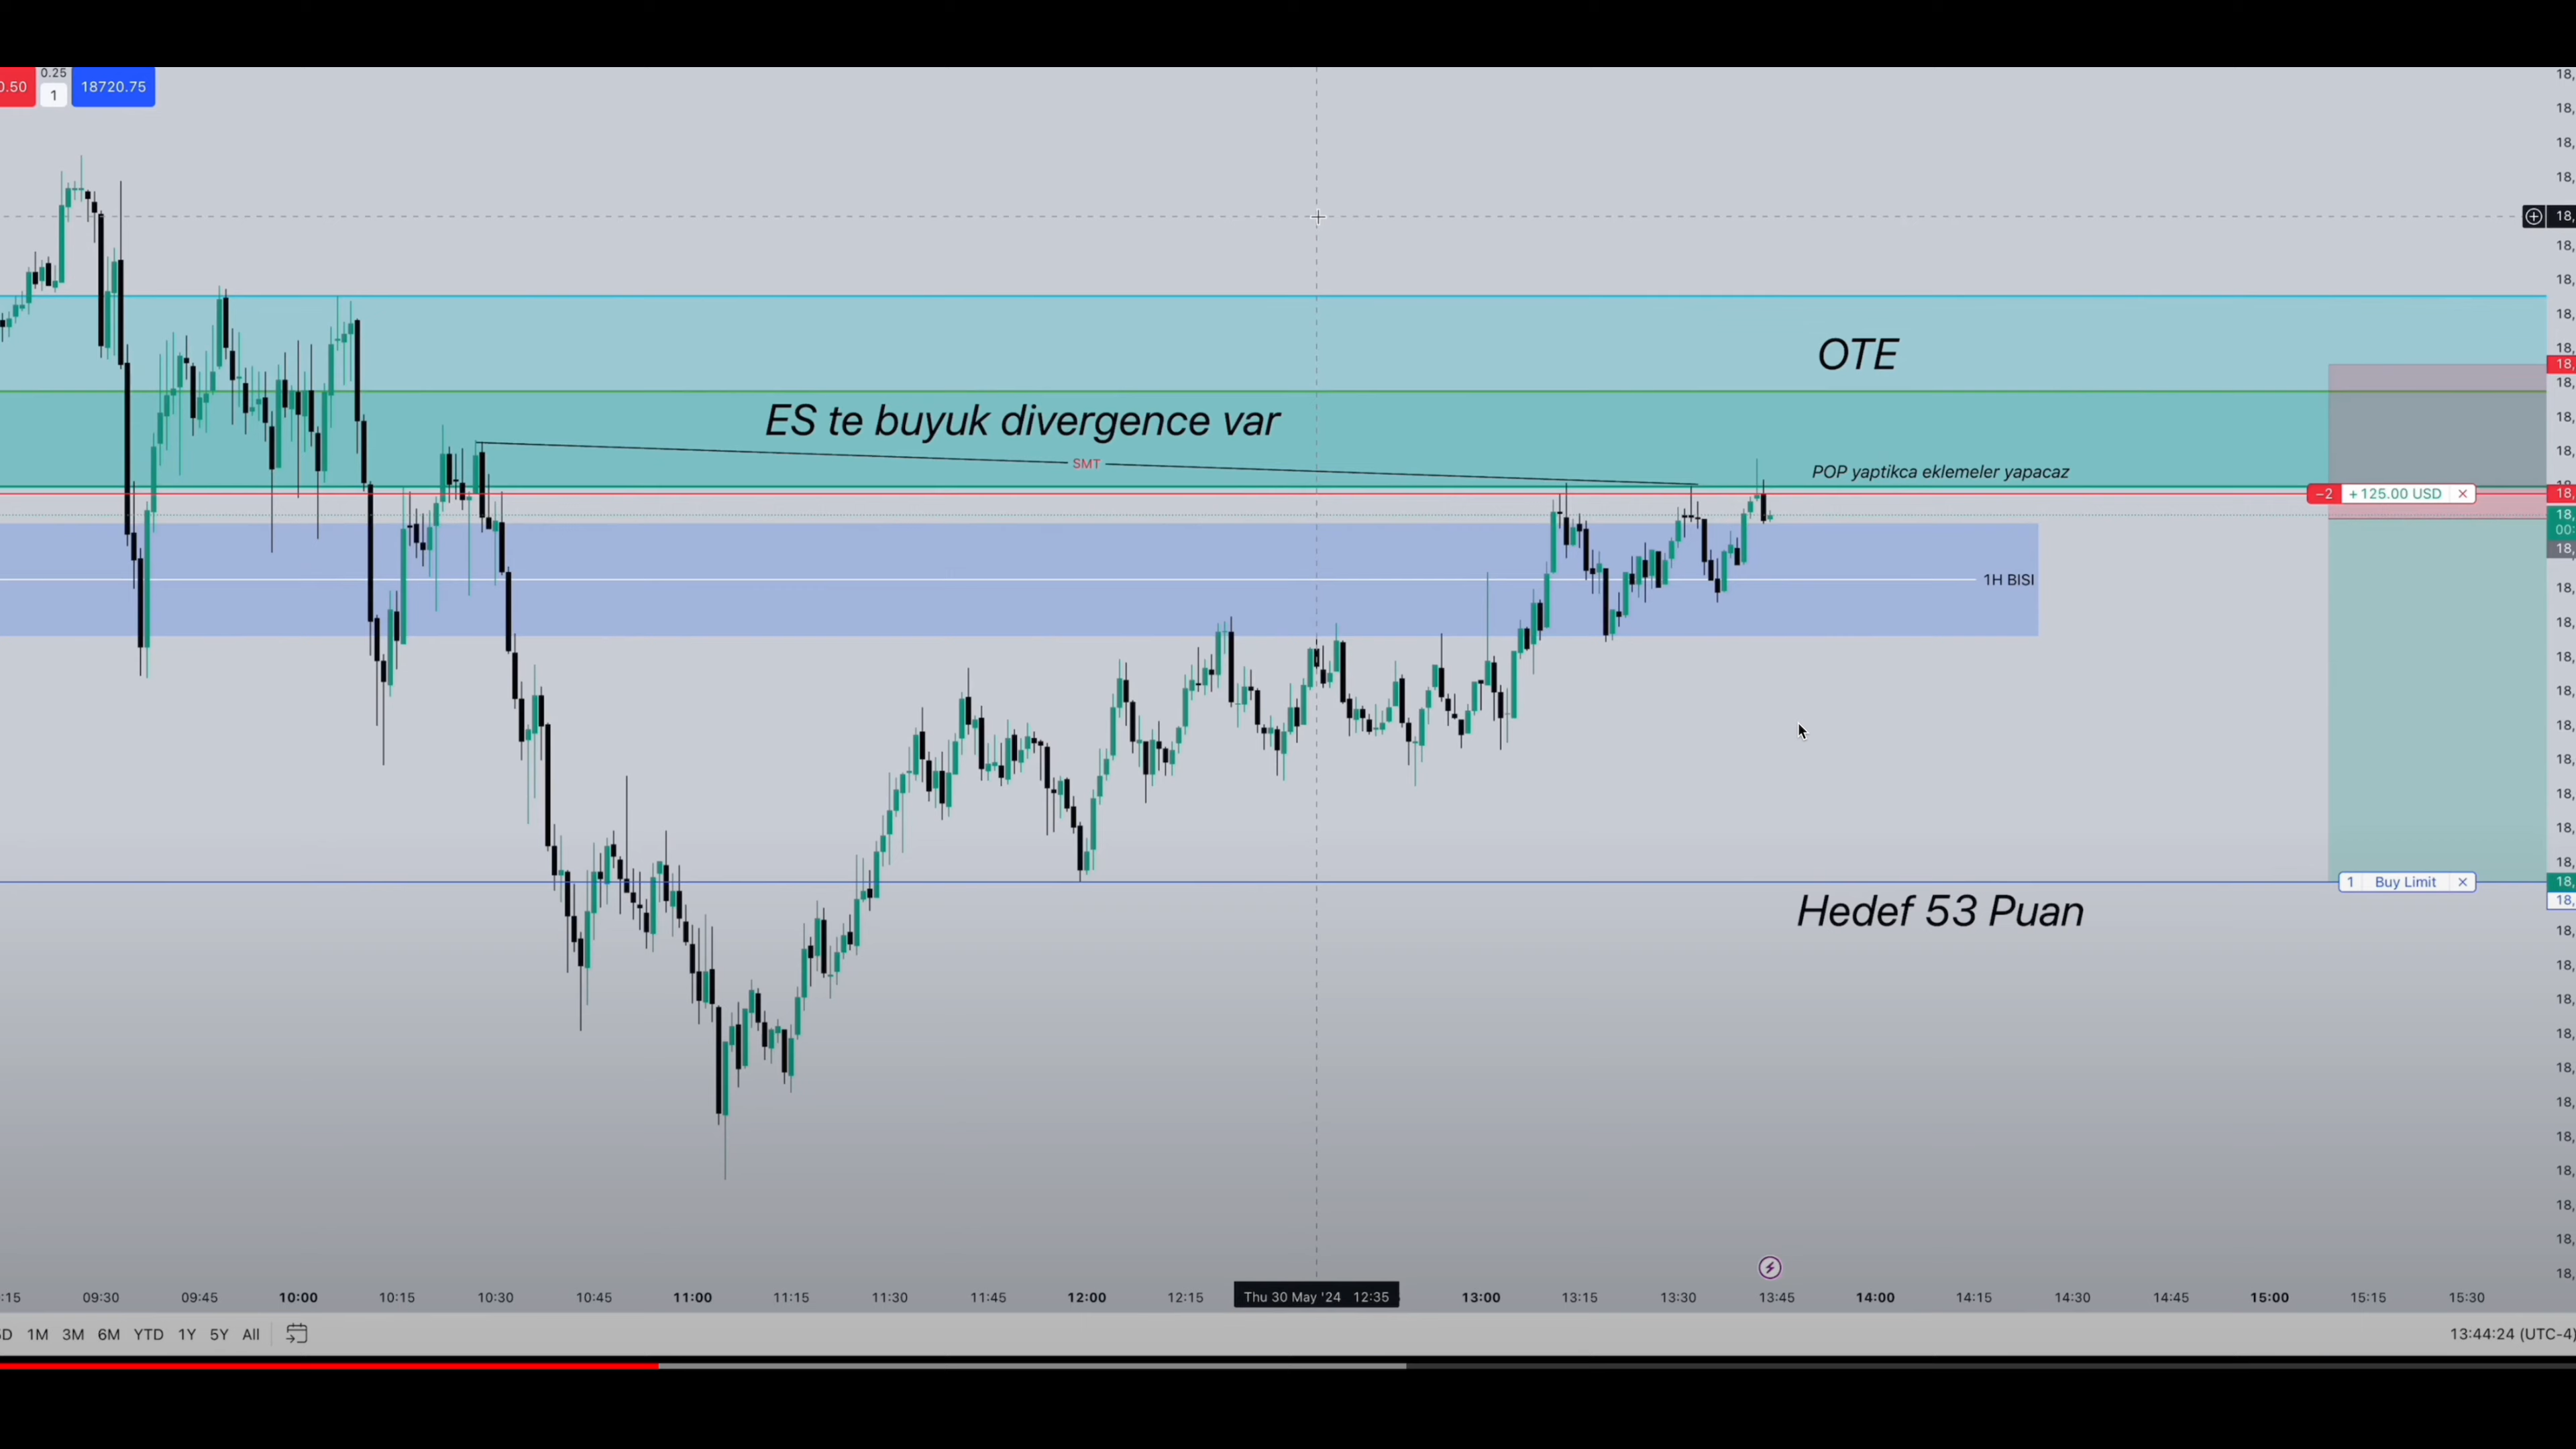 0.25
0.50
1
18720.75
OTE
ES te buyuk divergence var
SMT
POP yaptikca eklemeler yapacaz
−2 +125.00 USD ×
1H BISI
1 Buy Limit ×
Hedef 53 Puan
:15 09:30 09:45 10:00 10:15 10:30 10:45 11:00 11:15 11:30 11:45 12:00 12:15 Thu 30 May '24 12:35 13:00 13:15 13:30 13:45 14:00 14:15 14:30 14:45 15:00 15:15 15:30
1M 3M 6M YTD 1Y 5Y All
13:44:24 (UTC-4)